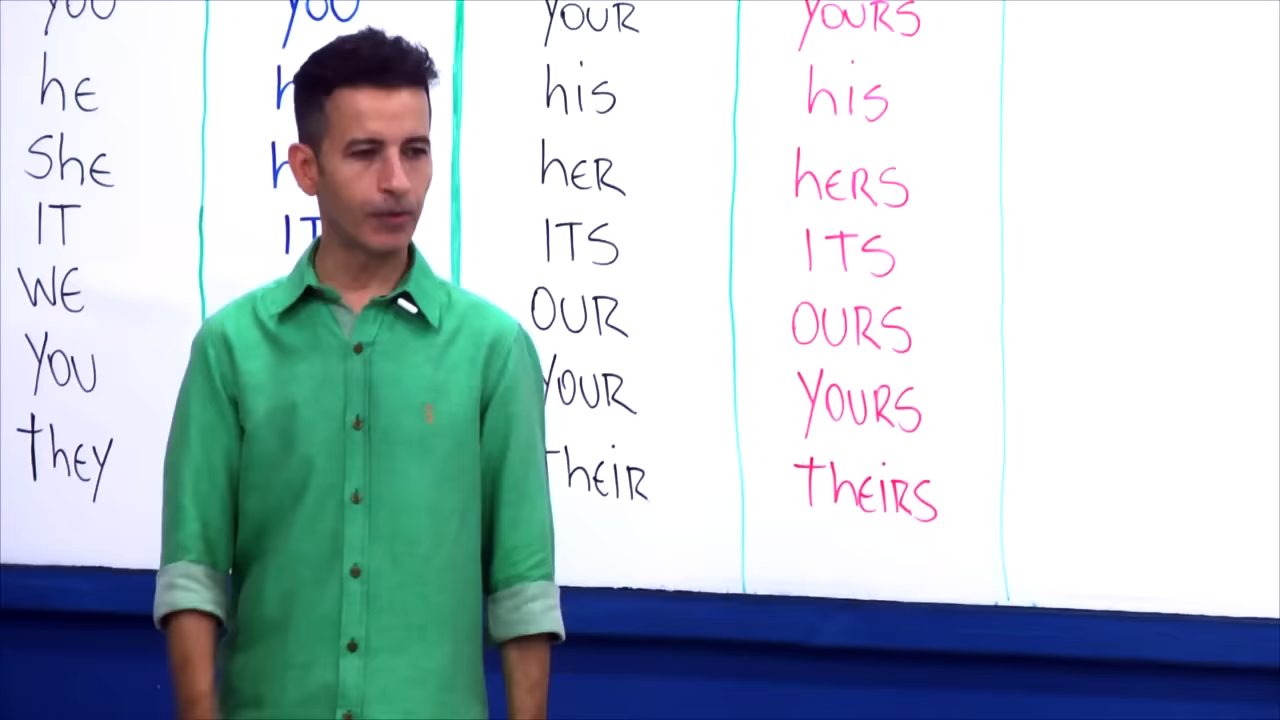 YOU YOU YOUR YOURS
hE his his
ShE hER hERS
IT IT ITS ITS
WE OUR OURS
YOU YOUR YOURS
thEY thEiR thEiRS